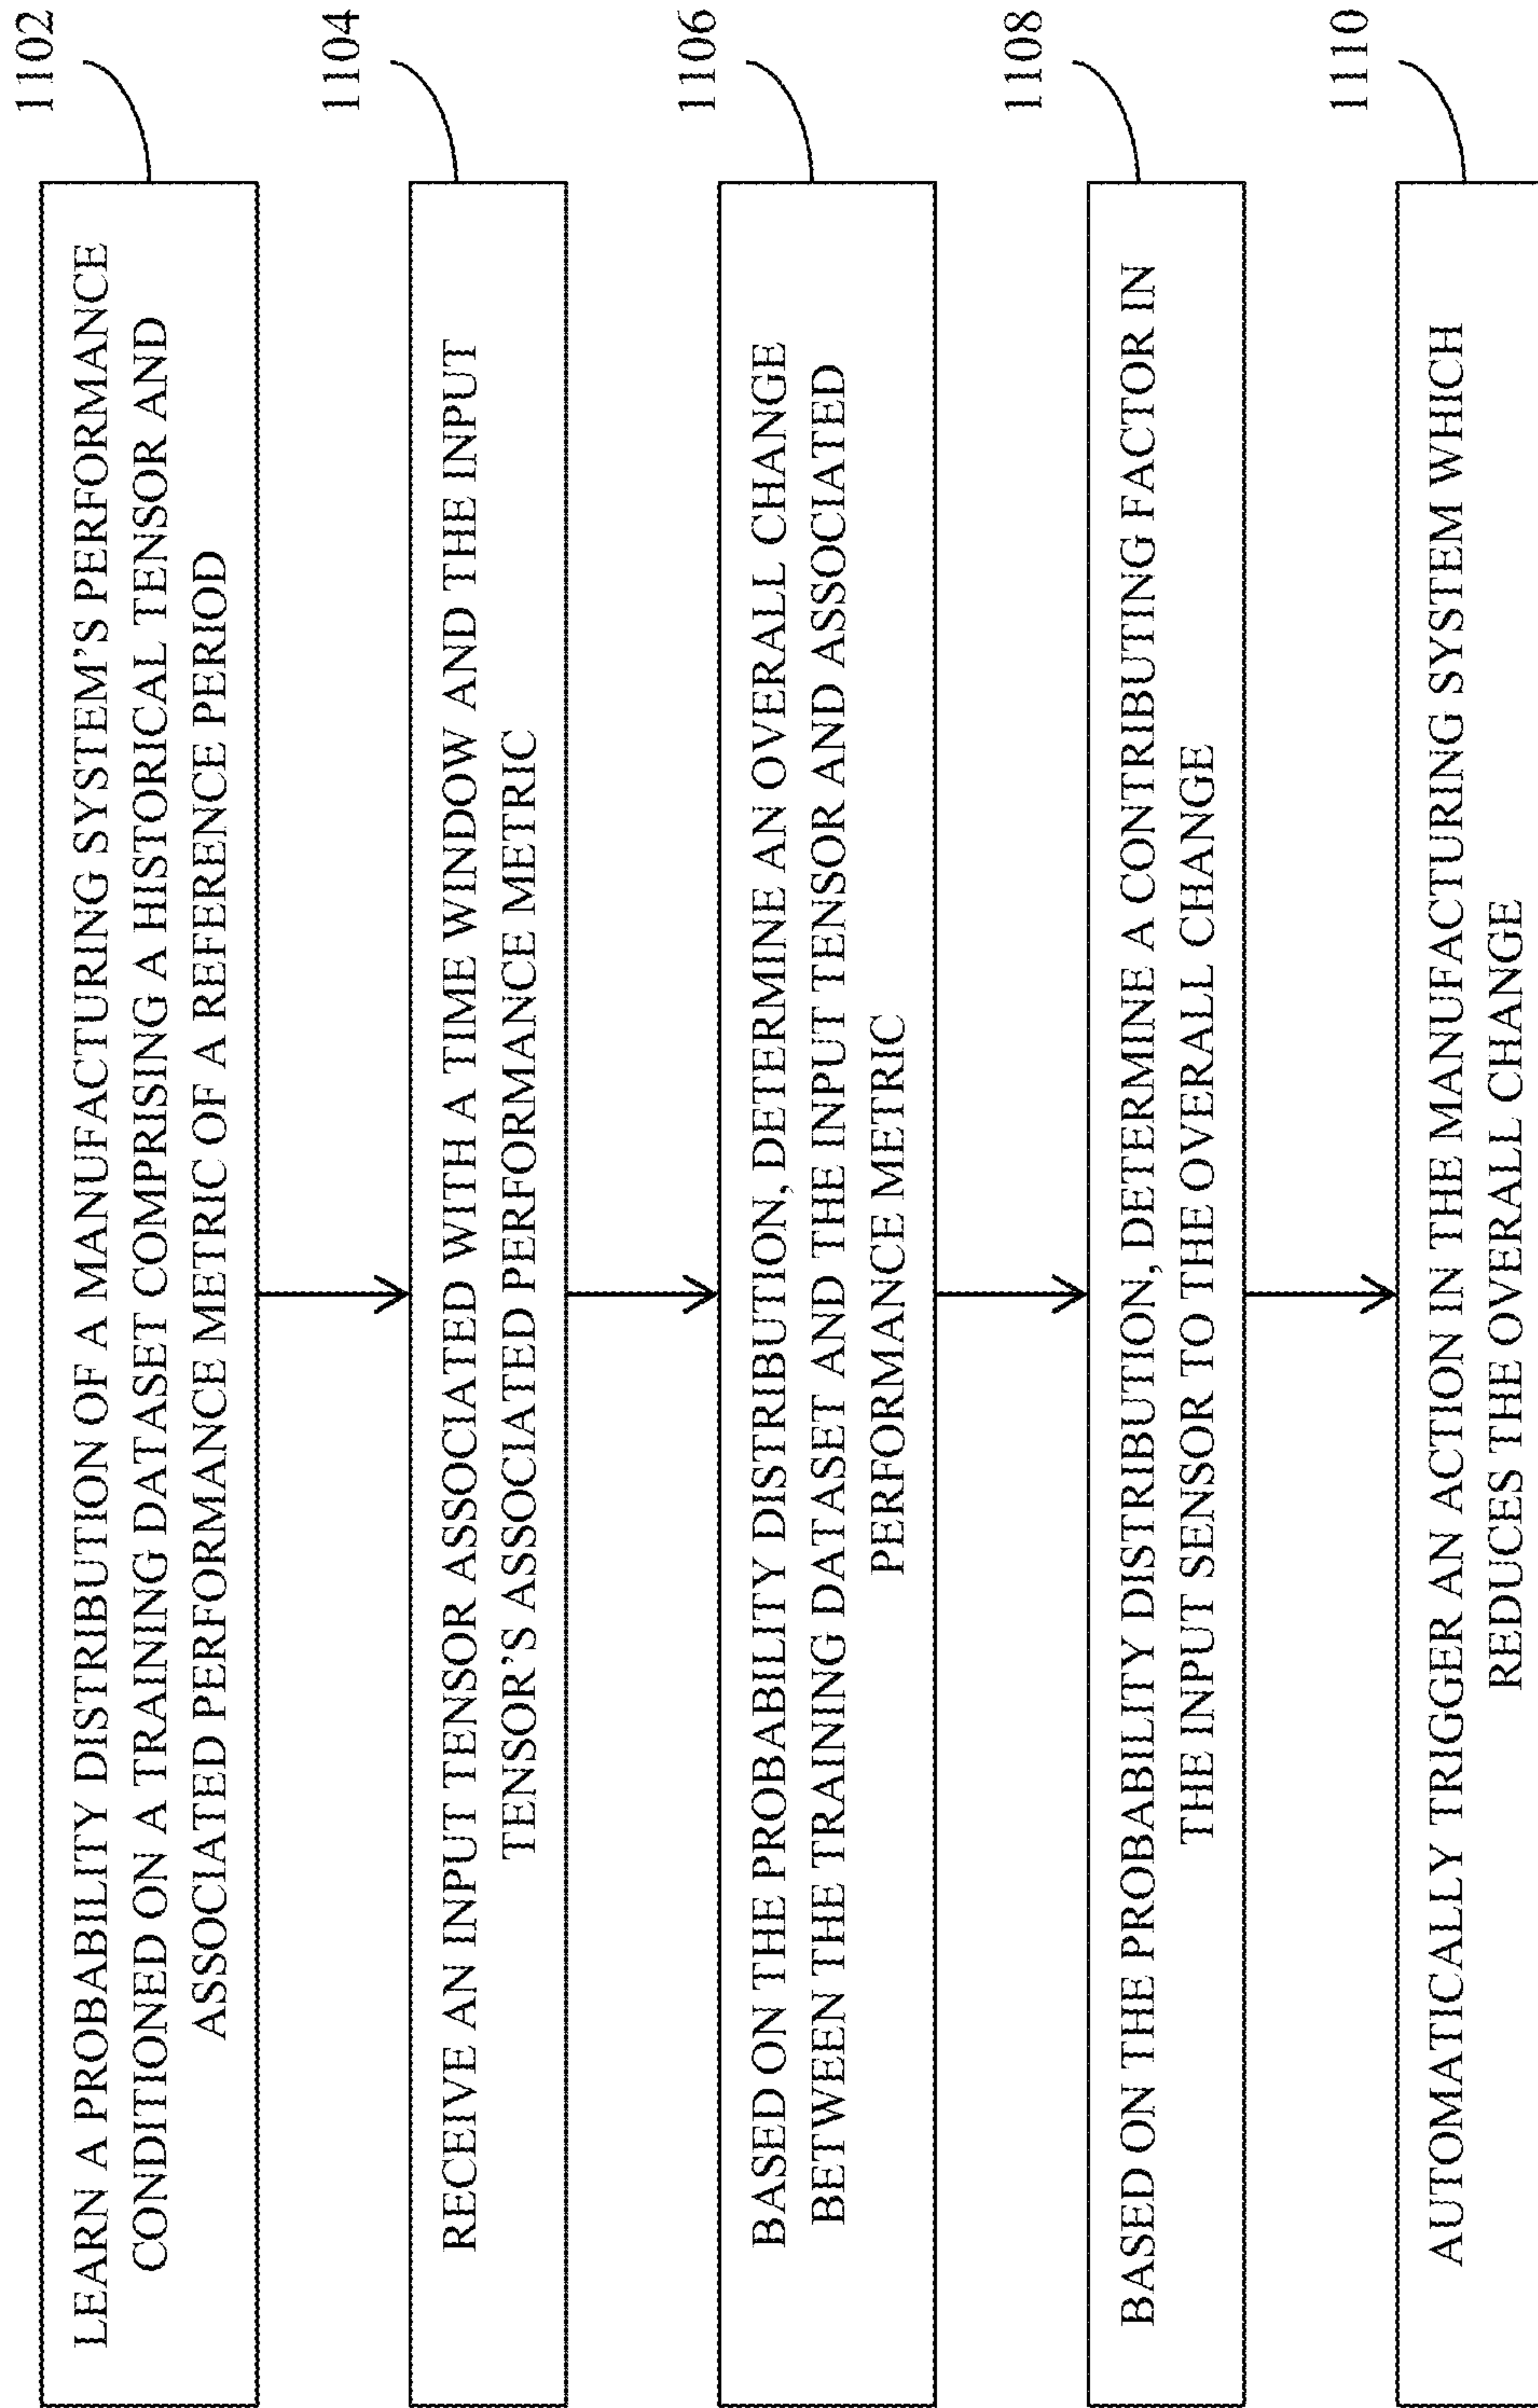 1102
LEARN A PROBABILITY DISTRIBUTION OF A MANUFACTURING SYSTEM'S PERFORMANCE
CONDITIONED ON A TRAINING DATASET COMPRISING A HISTORICAL TENSOR AND
ASSOCIATED PERFORMANCE METRIC OF A REFERENCE PERIOD
1104
RECEIVE AN INPUT TENSOR ASSOCIATED WITH A TIME WINDOW AND THE INPUT
TENSOR'S ASSOCIATED PERFORMANCE METRIC
1106
BASED ON THE PROBABILITY DISTRIBUTION, DETERMINE AN OVERALL CHANGE
BETWEEN THE TRAINING DATASET AND THE INPUT TENSOR AND ASSOCIATED
PERFORMANCE METRIC
1108
BASED ON THE PROBABILITY DISTRIBUTION, DETERMINE A CONTRIBUTING FACTOR IN
THE INPUT SENSOR TO THE OVERALL CHANGE
1110
AUTOMATICALLY TRIGGER AN ACTION IN THE MANUFACTURING SYSTEM WHICH
REDUCES THE OVERALL CHANGE